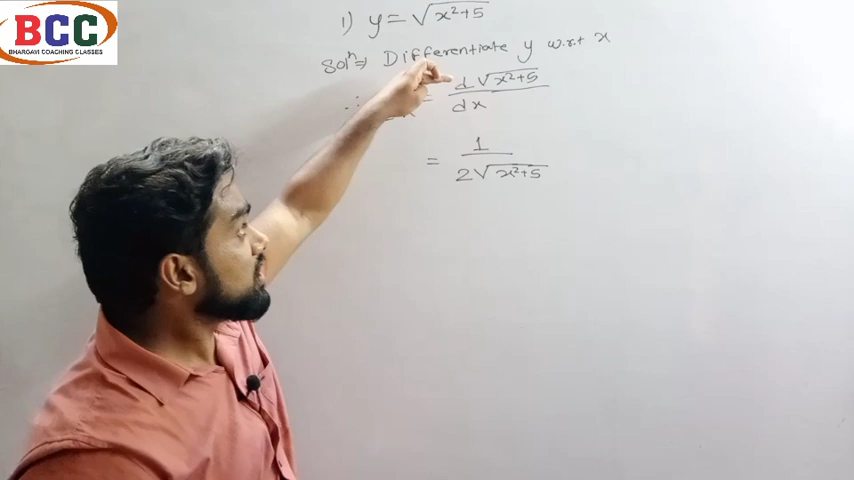 BCC
BHARGAVI COACHING CLASSES
1) y = √x²+5
Solⁿ ⇒ Differentiate y w.r.t x
∴ = d √x²+5
dx
= 1
2√x²+5